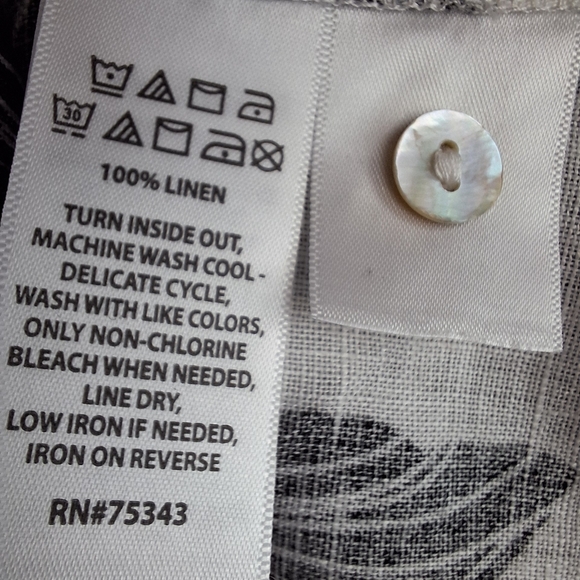 30
100% LINEN
TURN INSIDE OUT,
MACHINE WASH COOL -
DELICATE CYCLE,
WASH WITH LIKE COLORS,
ONLY NON-CHLORINE
BLEACH WHEN NEEDED,
LINE DRY,
LOW IRON IF NEEDED,
IRON ON REVERSE
RN#75343